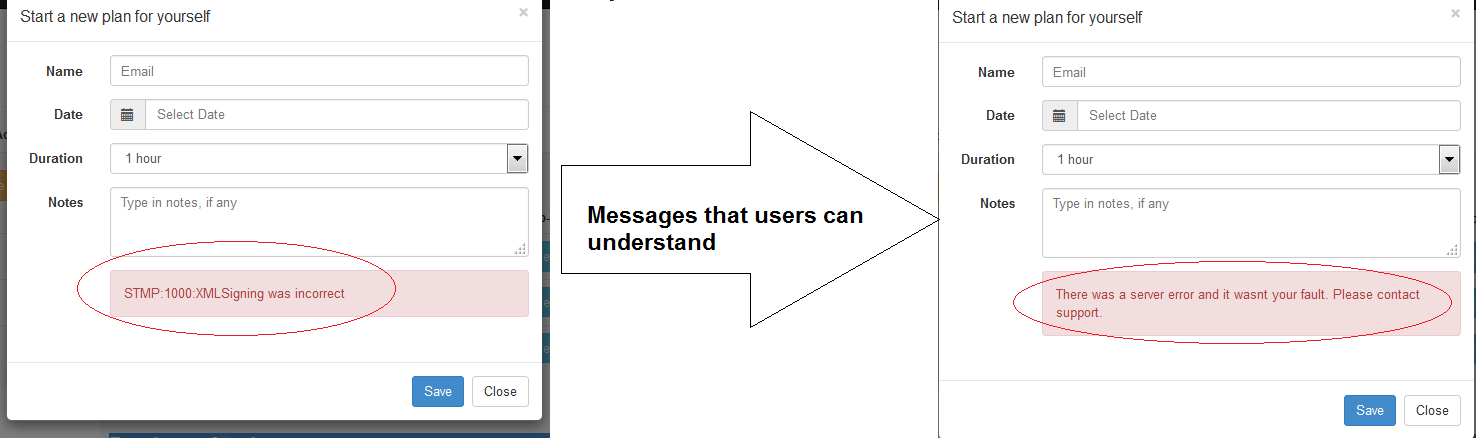 Start a new plan for yourself ×
Name Email
Date Select Date
Duration 1 hour
Notes Type in notes, if any
STMP:1000:XMLSigning was incorrect
Save Close
Messages that users can
understand
Start a new plan for yourself ×
Name Email
Date Select Date
Duration 1 hour
Notes Type in notes, if any
There was a server error and it wasnt your fault. Please contact
support.
Save Close